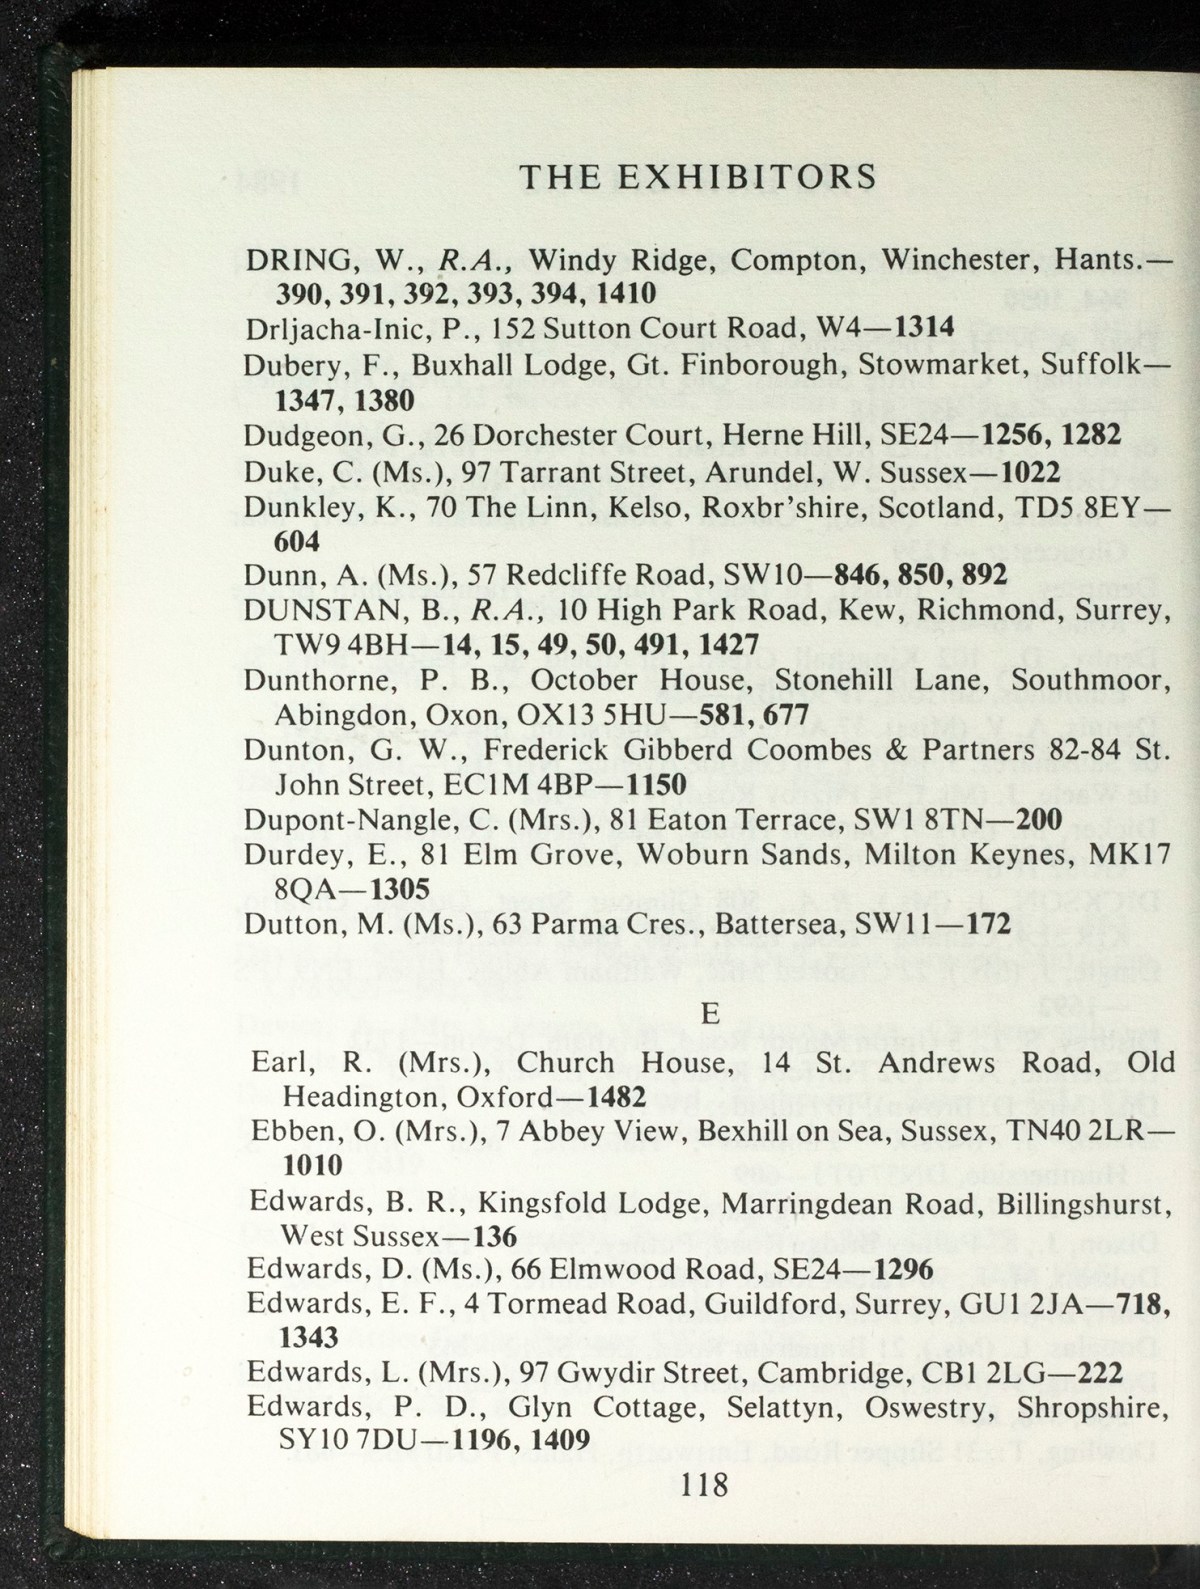 THE EXHIBITORS
DRING, W., R.A., Windy Ridge, Compton, Winchester, Hants.—
390, 391, 392, 393, 394, 1410
Drljacha-Inic, P., 152 Sutton Court Road, W4—1314
Dubery, F., Buxhall Lodge, Gt. Finborough, Stowmarket, Suffolk—
1347, 1380
Dudgeon, G., 26 Dorchester Court, Herne Hill, SE24—1256, 1282
Duke, C. (Ms.), 97 Tarrant Street, Arundel, W. Sussex—1022
Dunkley, K., 70 The Linn, Kelso, Roxbr'shire, Scotland, TD5 8EY—
604
Dunn, A. (Ms.), 57 Redcliffe Road, SW10—846, 850, 892
DUNSTAN, B., R.A., 10 High Park Road, Kew, Richmond, Surrey,
TW9 4BH—14, 15, 49, 50, 491, 1427
Dunthorne, P. B., October House, Stonehill Lane, Southmoor,
Abingdon, Oxon, OX13 5HU—581, 677
Dunton, G. W., Frederick Gibberd Coombes & Partners 82-84 St.
John Street, EC1M 4BP—1150
Dupont-Nangle, C. (Mrs.), 81 Eaton Terrace, SW1 8TN—200
Durdey, E., 81 Elm Grove, Woburn Sands, Milton Keynes, MK17
8QA—1305
Dutton, M. (Ms.), 63 Parma Cres., Battersea, SW11—172
E
Earl, R. (Mrs.), Church House, 14 St. Andrews Road, Old
Headington, Oxford—1482
Ebben, O. (Mrs.), 7 Abbey View, Bexhill on Sea, Sussex, TN40 2LR—
1010
Edwards, B. R., Kingsfold Lodge, Marringdean Road, Billingshurst,
West Sussex—136
Edwards, D. (Ms.), 66 Elmwood Road, SE24—1296
Edwards, E. F., 4 Tormead Road, Guildford, Surrey, GU1 2JA—718,
1343
Edwards, L. (Mrs.), 97 Gwydir Street, Cambridge, CB1 2LG—222
Edwards, P. D., Glyn Cottage, Selattyn, Oswestry, Shropshire,
SY10 7DU—1196, 1409
118